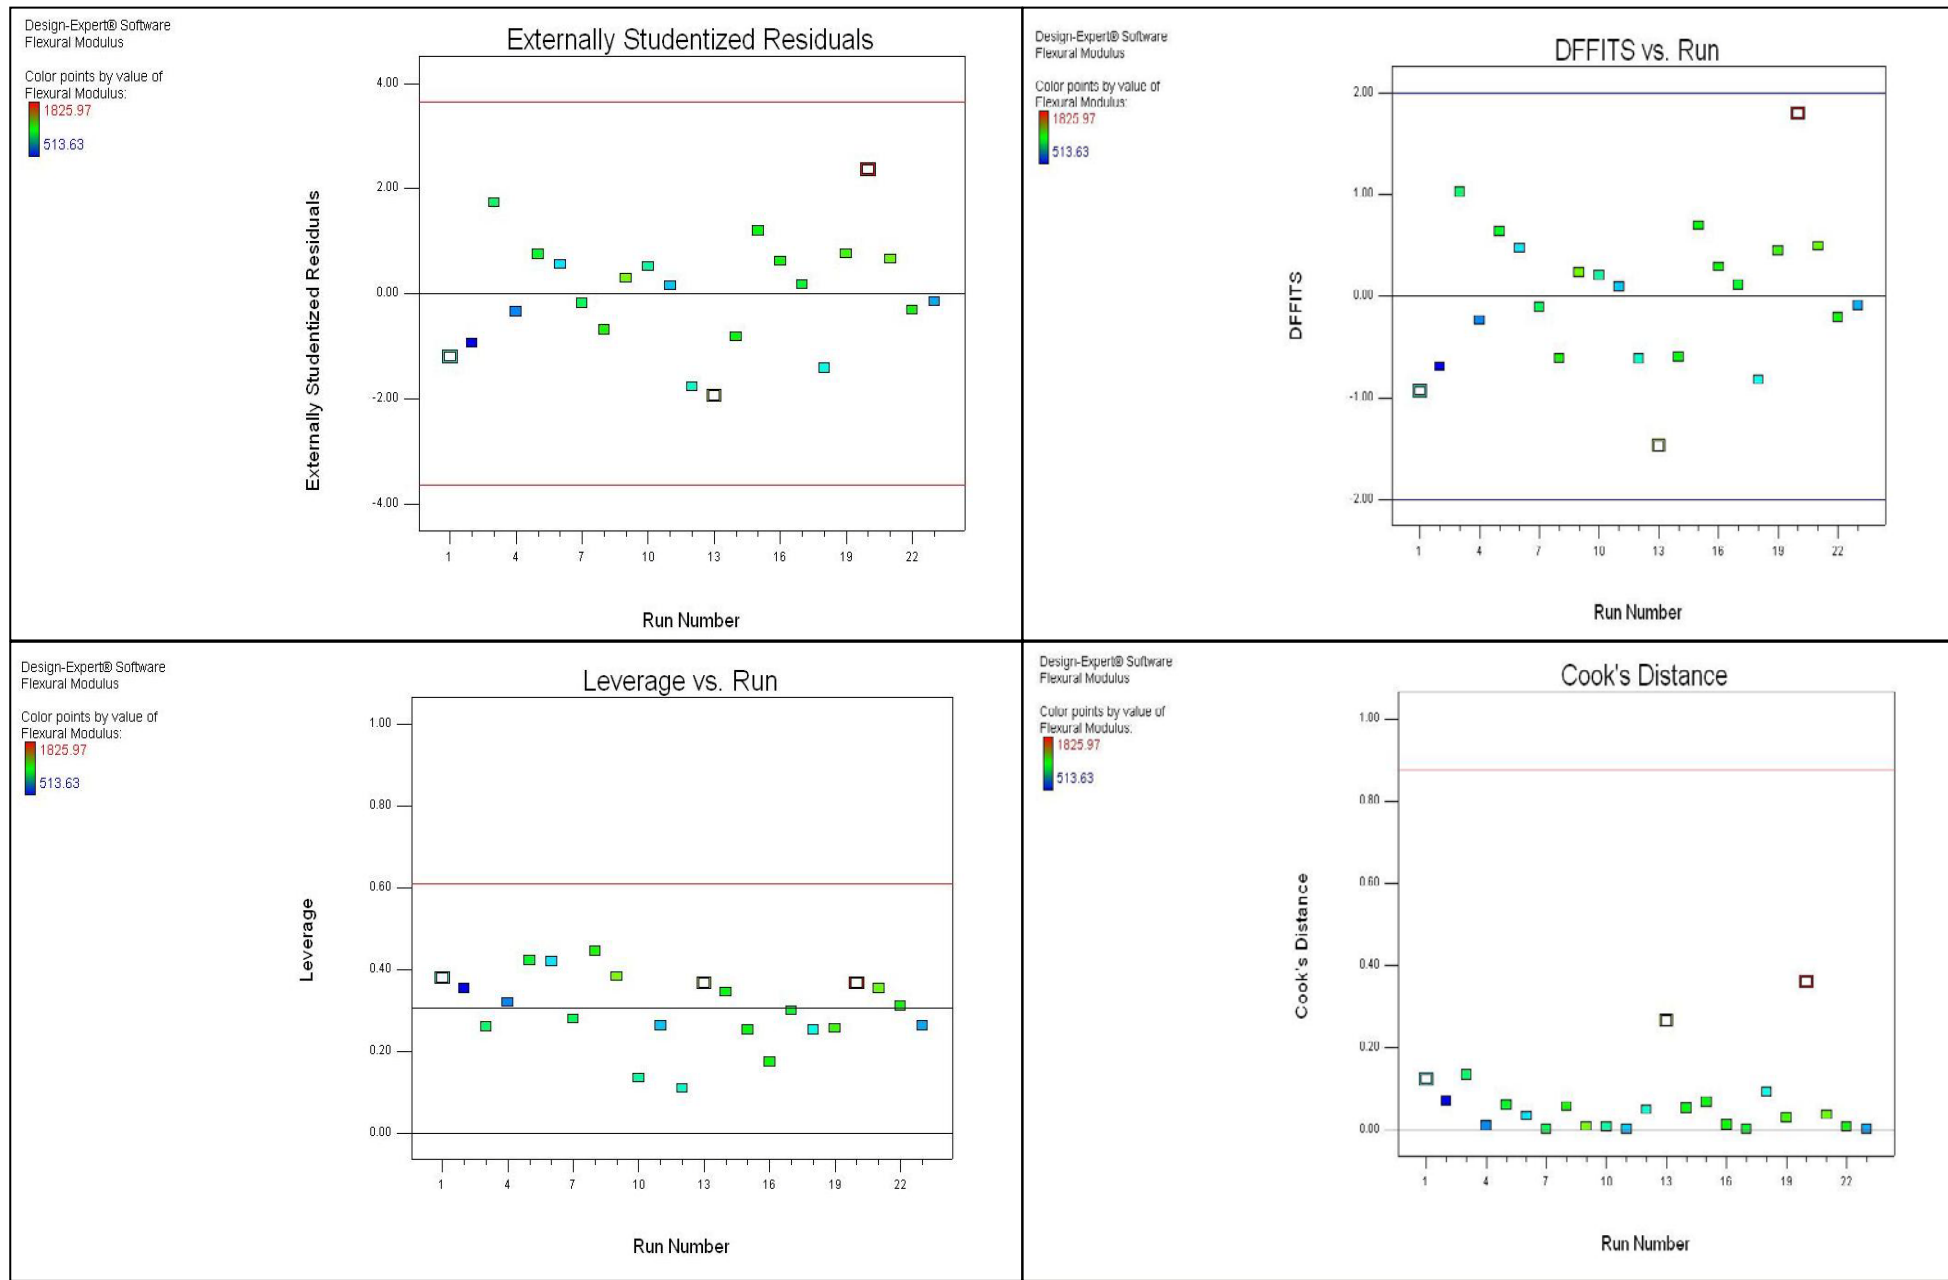 Design-Expert® Software
Flexural Modulus
Color points by value of
Flexural Modulus:
1825.97
513.63
Externally Studentized Residuals
Externally Studentized Residuals
4.00
2.00
0.00
-2.00
-4.00
1 4 7 10 13 16 19 22
Run Number
Design-Expert® Software
Flexural Modulus
Color points by value of
Flexural Modulus:
1825.97
513.63
DFFITS vs. Run
DFFITS
2.00
1.00
0.00
-1.00
-2.00
1 4 7 10 13 16 19 22
Run Number
Design-Expert® Software
Flexural Modulus
Color points by value of
Flexural Modulus:
1825.97
513.63
Leverage vs. Run
Leverage
1.00
0.80
0.60
0.40
0.20
0.00
1 4 7 10 13 16 19 22
Run Number
Design-Expert® Software
Flexural Modulus
Color points by value of
Flexural Modulus:
1825.97
513.63
Cook's Distance
Cook's Distance
1.00
0.80
0.60
0.40
0.20
0.00
1 4 7 10 13 16 19 22
Run Number